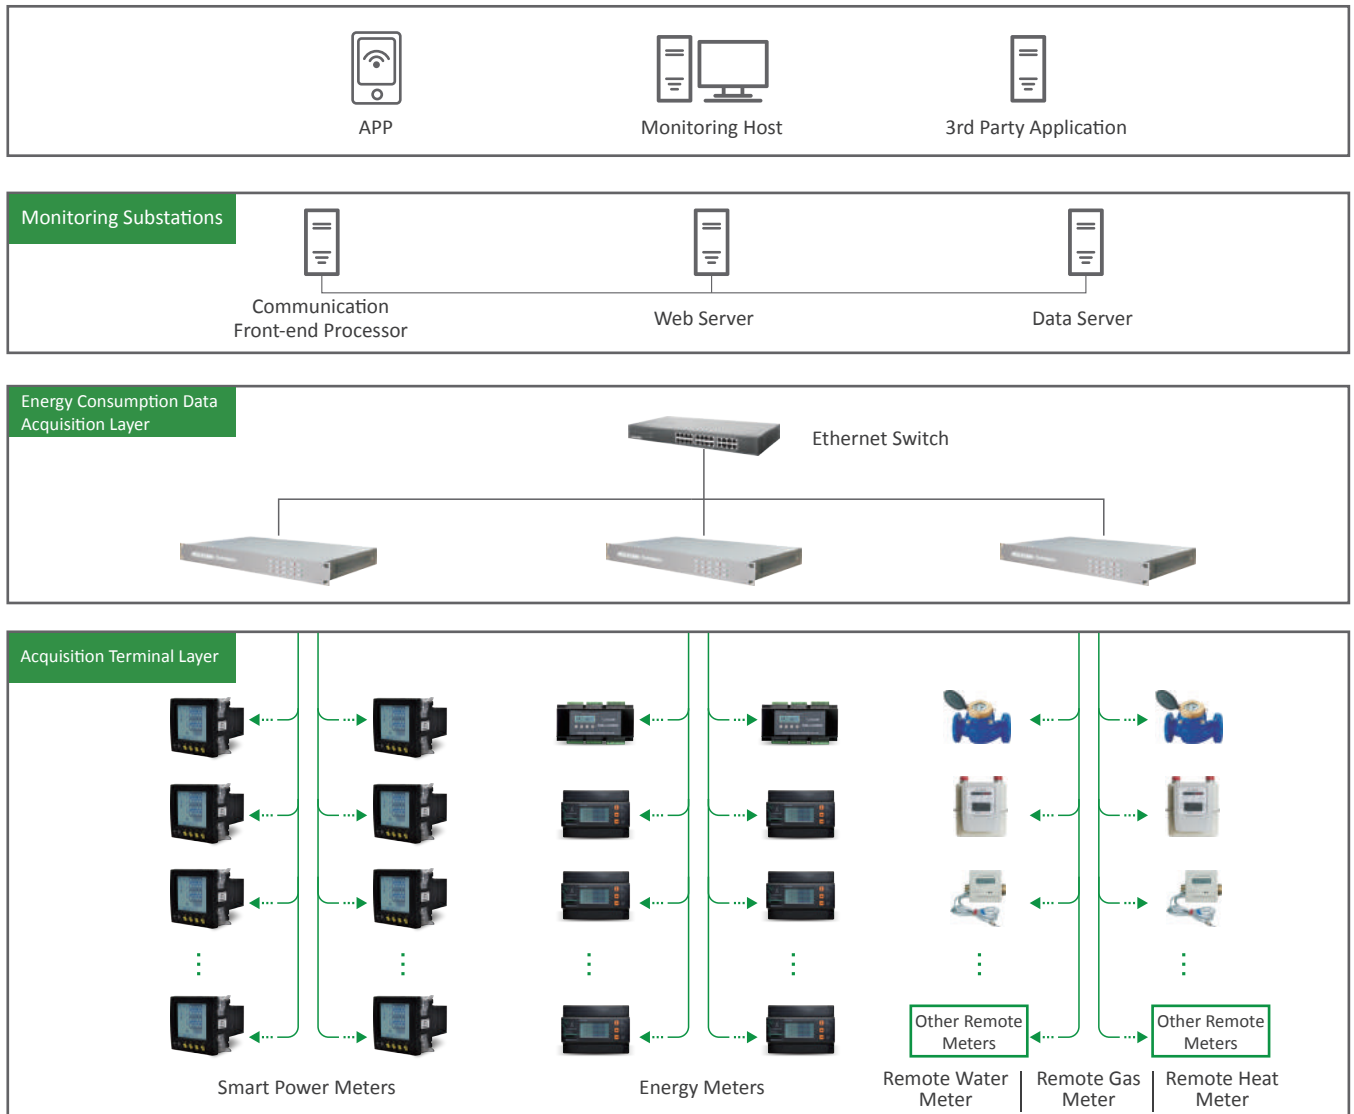 APP
Monitoring Host
3rd Party Application
Monitoring Substations
Communication
Front-end Processor
Web Server
Data Server
Energy Consumption Data
Acquisition Layer
Ethernet Switch
Acquisition Terminal Layer
Other Remote
Meters
Other Remote
Meters
Smart Power Meters
Energy Meters
Remote Water
Meter
Remote Gas
Meter
Remote Heat
Meter